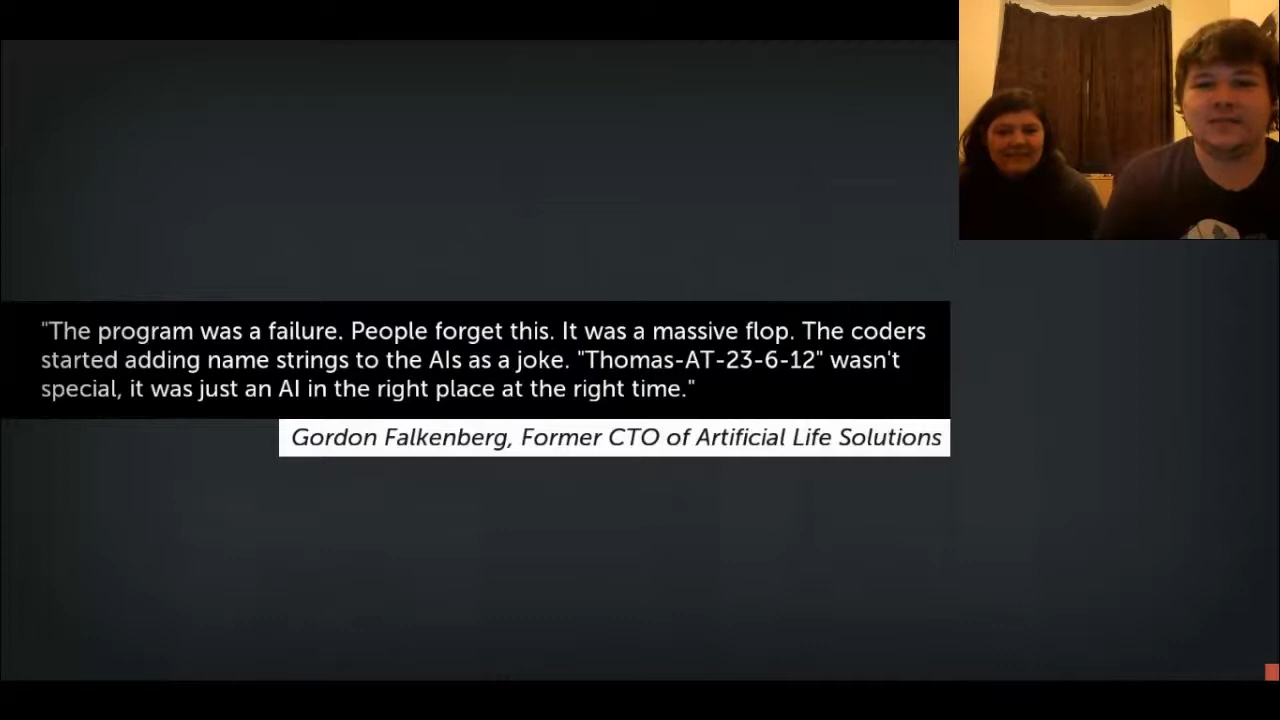 "The program was a failure. People forget this. It was a massive flop. The coders
started adding name strings to the AIs as a joke. "Thomas-AT-23-6-12" wasn't
special, it was just an AI in the right place at the right time."
Gordon Falkenberg, Former CTO of Artificial Life Solutions